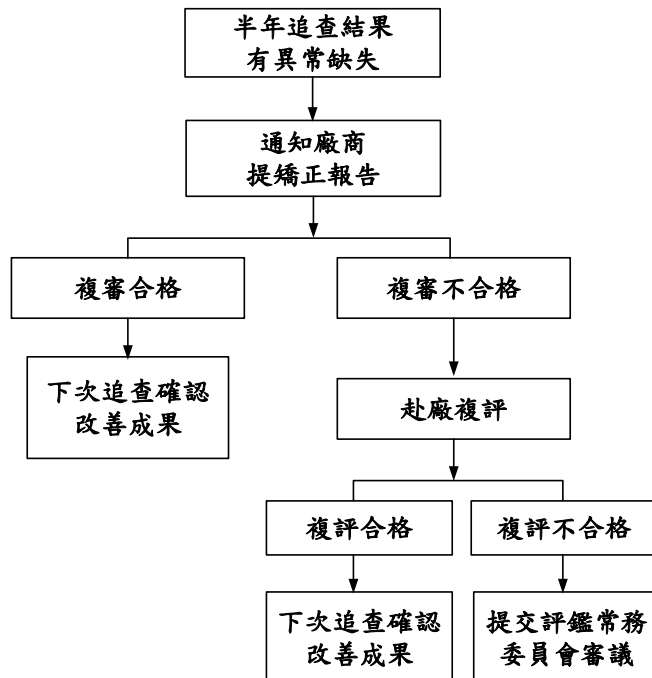 半年追查結果
有異常缺失
通知廠商
提矯正報告
複審合格
複審不合格
下次追查確認
改善成果
赴廠複評
複評合格
複評不合格
下次追查確認
改善成果
提交評鑑常務
委員會審議